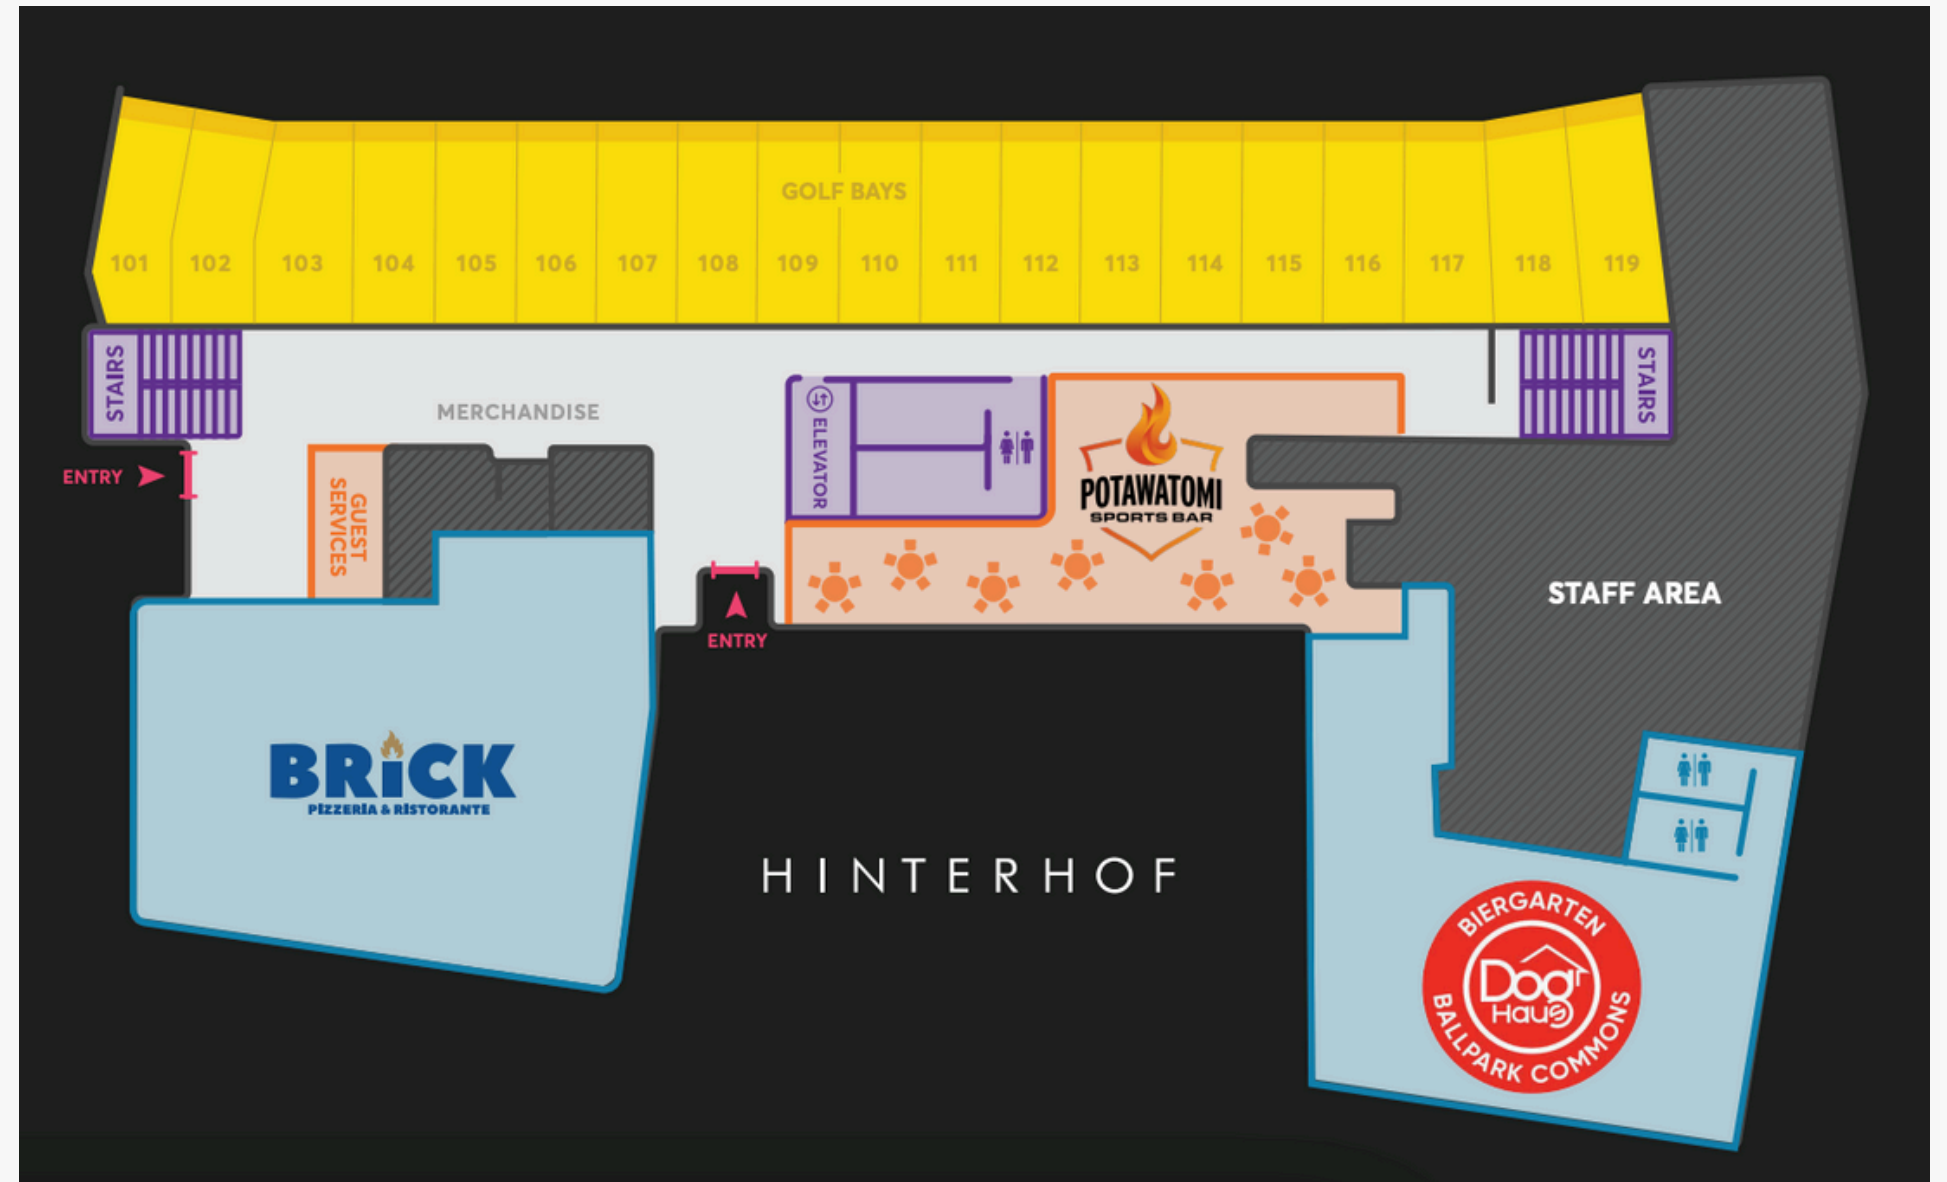 GOLF BAYS
101 102 103 104 105 106 107 108 109 110 111 112 113 114 115 116 117 118 119
STAIRS
STAIRS
MERCHANDISE
ELEVATOR
ENTRY
GUEST
SERVICES
POTAWATOMI
SPORTS BAR
STAFF AREA
ENTRY
BRiCK
PIZZERIA & RISTORANTE
HINTERHOF
BIERGARTEN
Dog
Haus
BALLPARK COMMONS